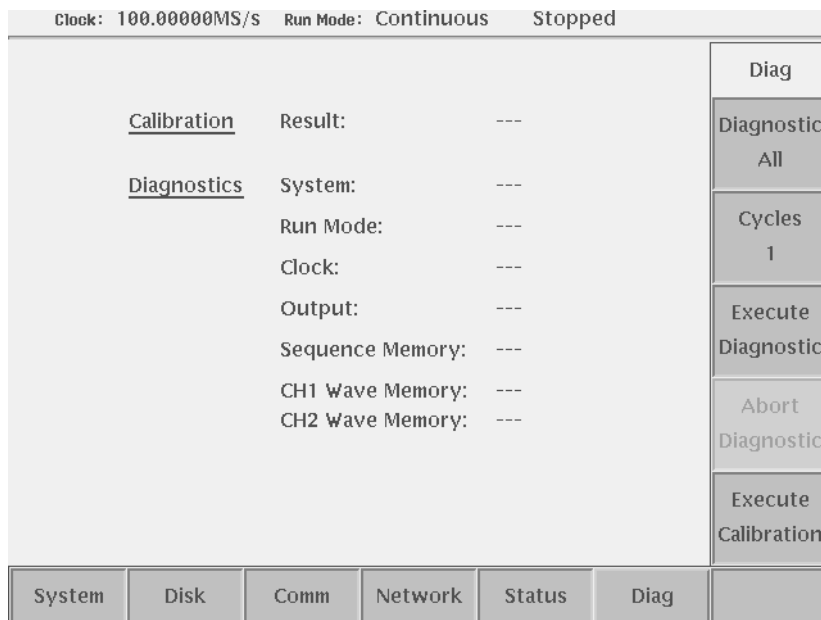 Clock: 100.00000MS/s Run Mode: Continuous Stopped
Diag
Calibration Result: ---
Diagnostic
All
Diagnostics System: ---
Run Mode: ---
Cycles
1
Clock: ---
Output: ---
Execute
Diagnostic
Sequence Memory: ---
CH1 Wave Memory: ---
CH2 Wave Memory: ---
Abort
Diagnostic
Execute
Calibration
System Disk Comm Network Status Diag